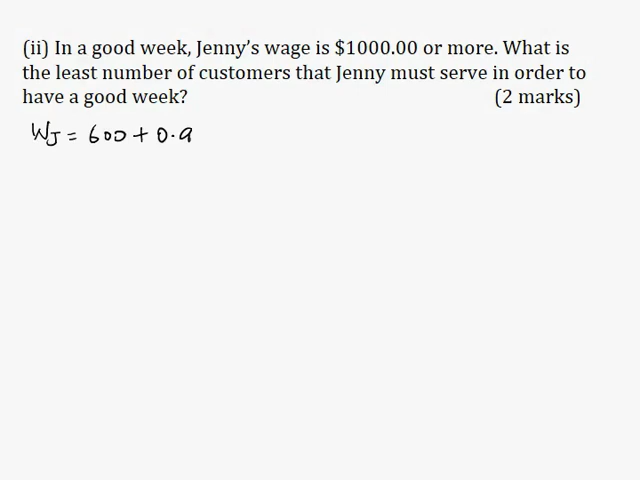 (ii) In a good week, Jenny's wage is $1000.00 or more. What is
the least number of customers that Jenny must serve in order to
have a good week? (2 marks)
W_J = 600 + 0.9